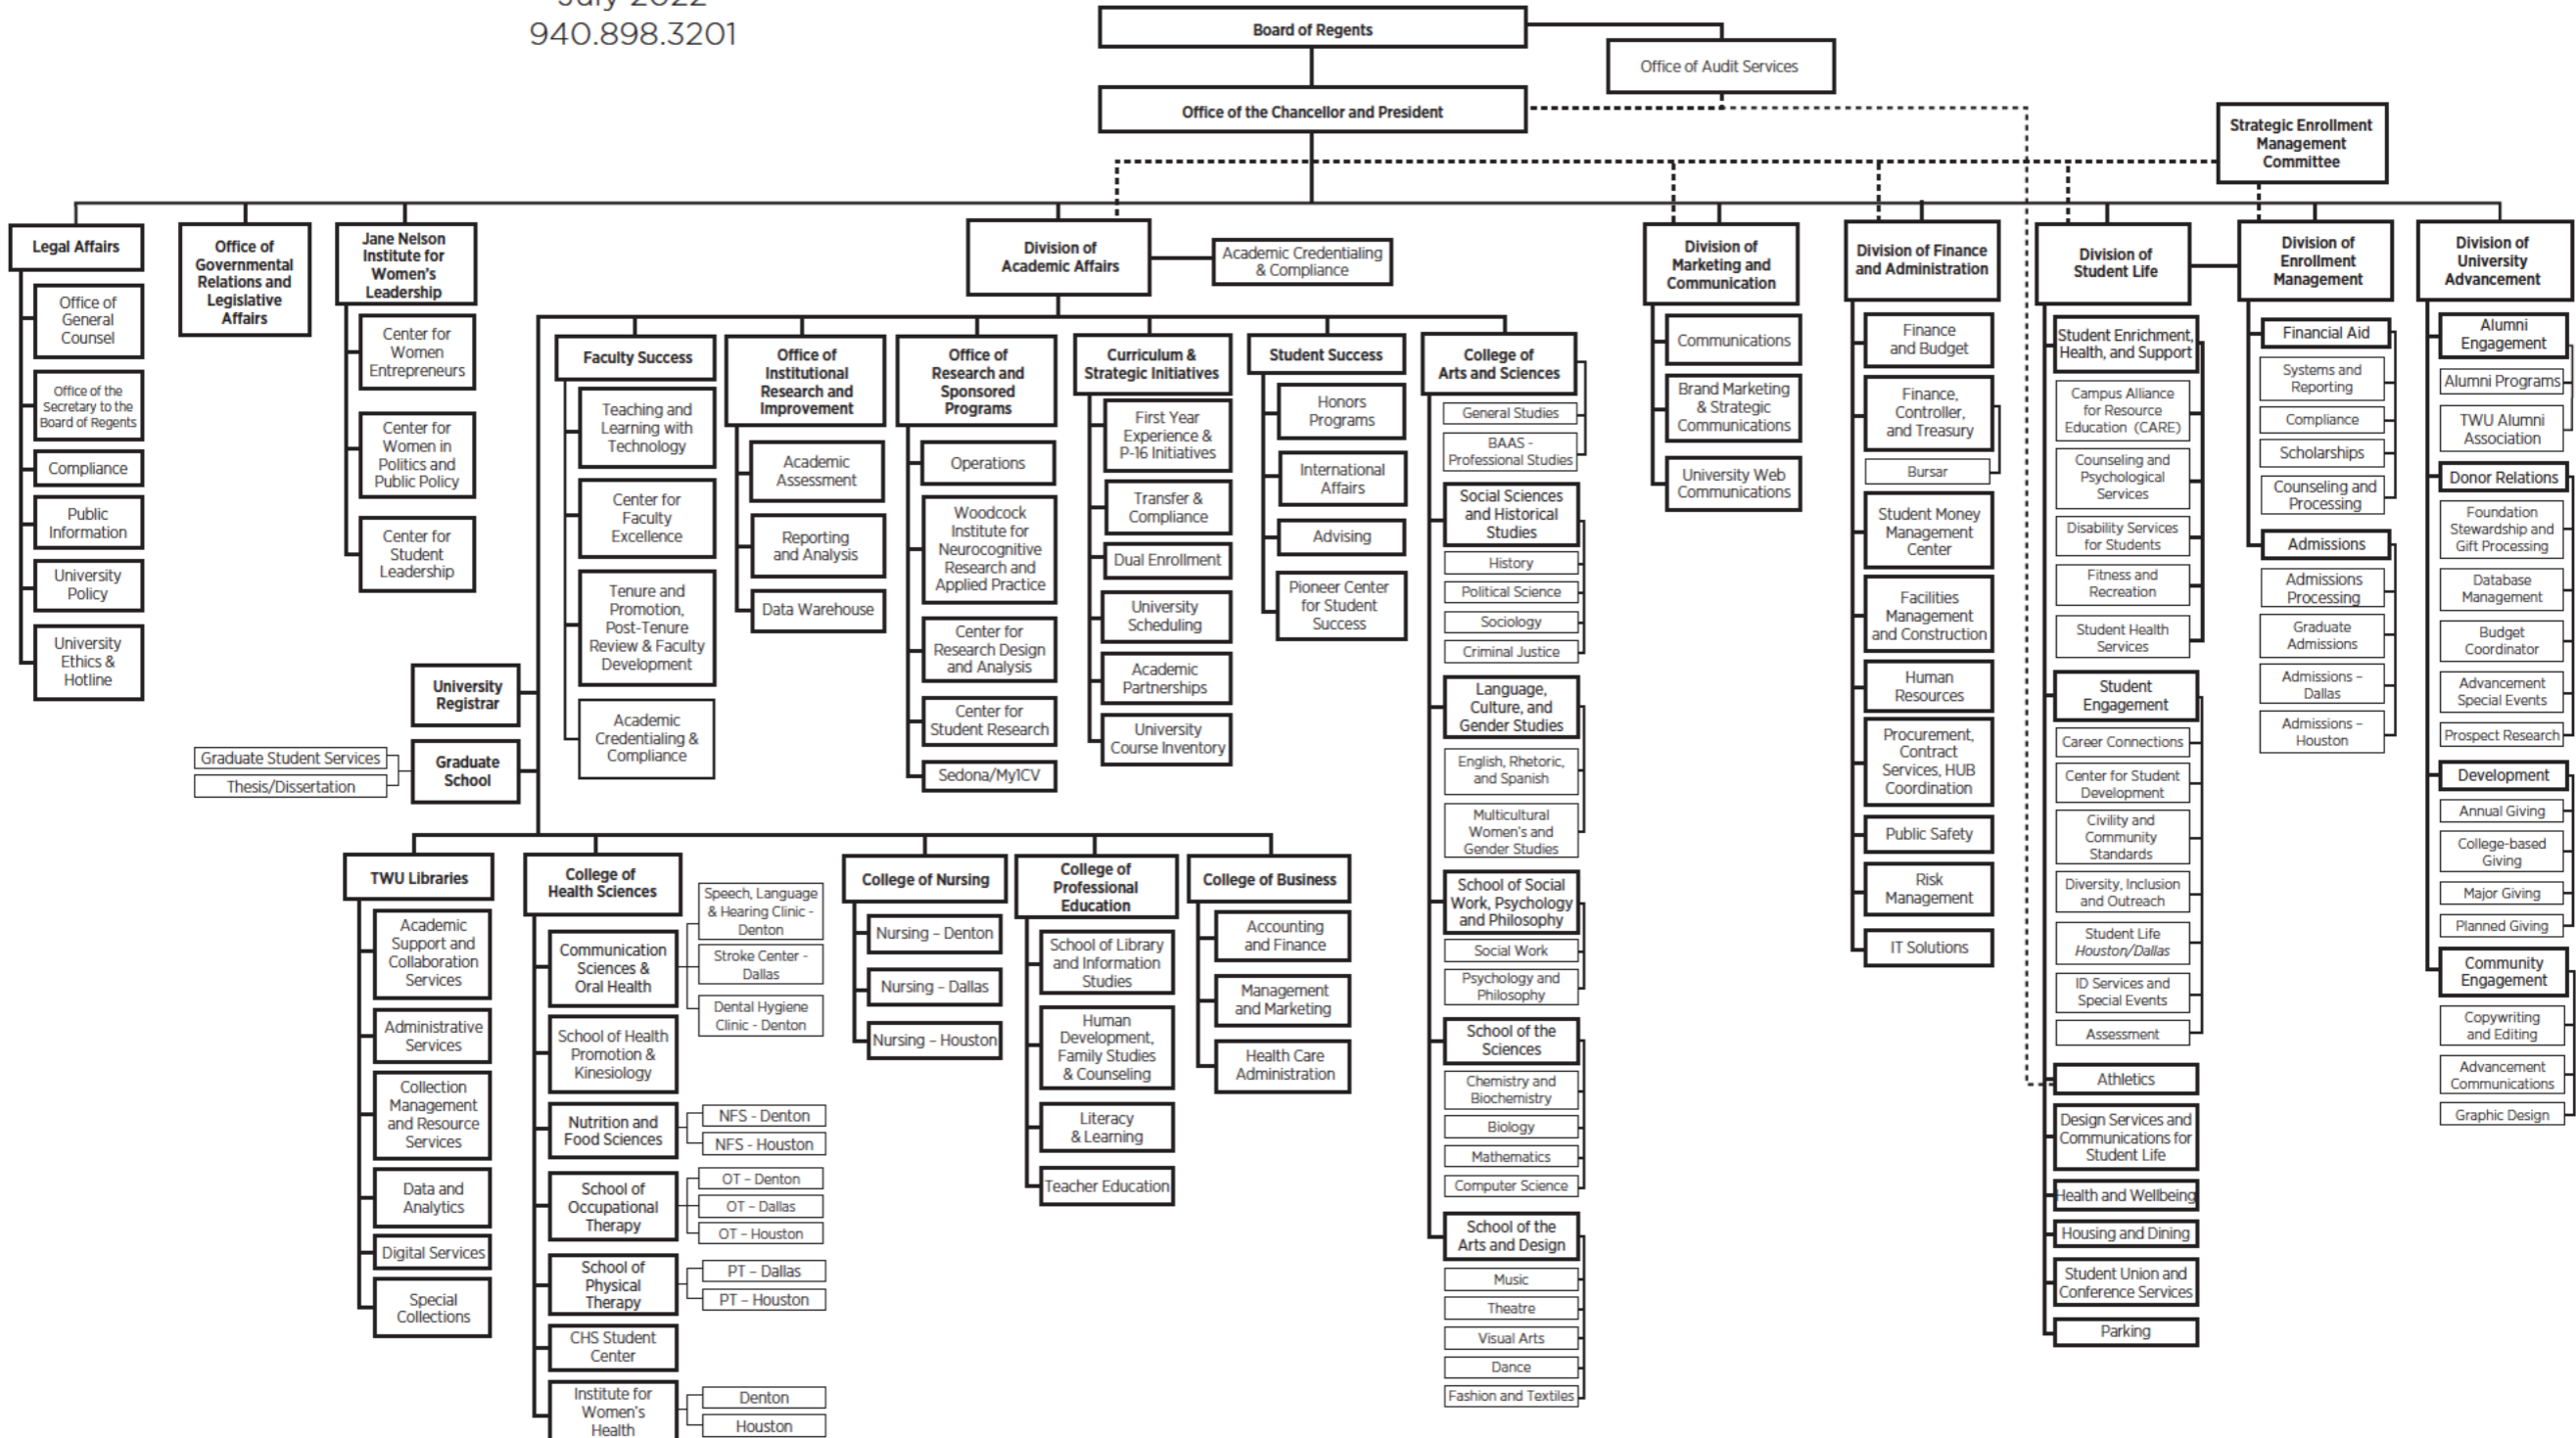 July 2022
940.898.3201
Board of Regents
Office of Audit Services
Office of the Chancellor and President
Strategic Enrollment
Management
Committee
Legal Affairs
Office of
General
Counsel
Office of the
Secretary to the
Board of Regents
Compliance
Public
Information
University
Policy
University
Ethics &
Hotline
Office of
Governmental
Relations and
Legislative
Affairs
Jane Nelson
Institute for
Women's
Leadership
Center for
Women
Entrepreneurs
Center for
Women in
Politics and
Public Policy
Center for
Student
Leadership
Division of
Academic Affairs
Academic Credentialing
& Compliance
Faculty Success
Teaching and
Learning with
Technology
Center for
Faculty
Excellence
Tenure and
Promotion,
Post-Tenure
Review & Faculty
Development
Academic
Credentialing &
Compliance
Office of
Institutional
Research and
Improvement
Academic
Assessment
Reporting
and Analysis
Data Warehouse
Office of
Research and
Sponsored
Programs
Operations
Woodcock
Institute for
Neurocognitive
Research and
Applied Practice
Center for
Research Design
and Analysis
Center for
Student Research
Sedona/My1CV
Curriculum &
Strategic Initiatives
First Year
Experience &
P-16 Initiatives
Transfer &
Compliance
Dual Enrollment
University
Scheduling
Academic
Partnerships
University
Course Inventory
Student Success
Honors
Programs
International
Affairs
Advising
Pioneer Center
for Student
Success
College of
Arts and Sciences
General Studies
BAAS -
Professional Studies
Social Sciences
and Historical
Studies
History
Political Science
Sociology
Criminal Justice
Language,
Culture, and
Gender Studies
English, Rhetoric,
and Spanish
Multicultural
Women's and
Gender Studies
School of Social
Work, Psychology
and Philosophy
Social Work
Psychology and
Philosophy
School of the
Sciences
Chemistry and
Biochemistry
Biology
Mathematics
Computer Science
School of the
Arts and Design
Music
Theatre
Visual Arts
Dance
Fashion and Textiles
University
Registrar
Graduate
School
Graduate Student Services
Thesis/Dissertation
TWU Libraries
Academic
Support and
Collaboration
Services
Administrative
Services
Collection
Management
and Resource
Services
Data and
Analytics
Digital Services
Special
Collections
College of
Health Sciences
Communication
Sciences &
Oral Health
Speech, Language
& Hearing Clinic -
Denton
Stroke Center -
Dallas
Dental Hygiene
Clinic - Denton
School of Health
Promotion &
Kinesiology
Nutrition and
Food Sciences
NFS - Denton
NFS - Houston
School of
Occupational
Therapy
OT – Denton
OT – Dallas
OT – Houston
School of
Physical
Therapy
PT – Dallas
PT – Houston
CHS Student
Center
Institute for
Women's
Health
Denton
Houston
College of Nursing
Nursing – Denton
Nursing – Dallas
Nursing – Houston
College of
Professional
Education
School of Library
and Information
Studies
Human
Development,
Family Studies
& Counseling
Literacy
& Learning
Teacher Education
College of Business
Accounting
and Finance
Management
and Marketing
Health Care
Administration
Division of
Marketing and
Communication
Communications
Brand Marketing
& Strategic
Communications
University Web
Communications
Division of Finance
and Administration
Finance
and Budget
Finance,
Controller,
and Treasury
Bursar
Student Money
Management
Center
Facilities
Management
and Construction
Human
Resources
Procurement,
Contract
Services, HUB
Coordination
Public Safety
Risk
Management
IT Solutions
Division of
Student Life
Student Enrichment,
Health, and Support
Campus Alliance
for Resource
Education (CARE)
Counseling and
Psychological
Services
Disability Services
for Students
Fitness and
Recreation
Student Health
Services
Student
Engagement
Career Connections
Center for Student
Development
Civility and
Community
Standards
Diversity, Inclusion
and Outreach
Student Life
Houston/Dallas
ID Services and
Special Events
Assessment
Athletics
Design Services and
Communications for
Student Life
Health and Wellbeing
Housing and Dining
Student Union and
Conference Services
Parking
Division of
Enrollment
Management
Financial Aid
Systems and
Reporting
Compliance
Scholarships
Counseling and
Processing
Admissions
Admissions
Processing
Graduate
Admissions
Admissions –
Dallas
Admissions –
Houston
Division of
University
Advancement
Alumni
Engagement
Alumni Programs
TWU Alumni
Association
Donor Relations
Foundation
Stewardship and
Gift Processing
Database
Management
Budget
Coordinator
Advancement
Special Events
Prospect Research
Development
Annual Giving
College-based
Giving
Major Giving
Planned Giving
Community
Engagement
Copywriting
and Editing
Advancement
Communications
Graphic Design